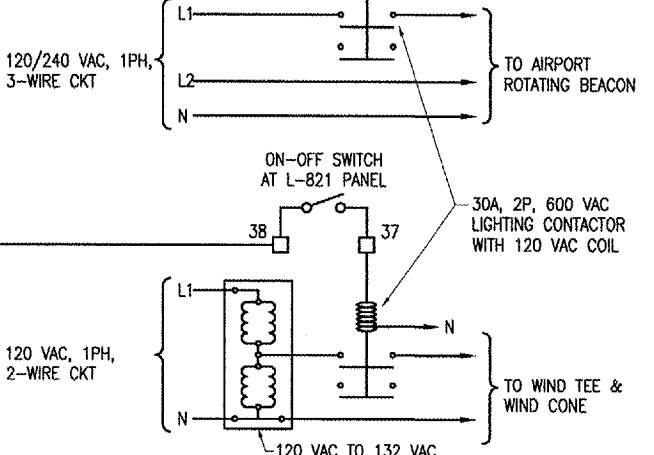 L1
120/240 VAC, 1PH,
3-WIRE CKT
L2
N
TO AIRPORT
ROTATING BEACON
ON-OFF SWITCH
AT L-821 PANEL
38
37
30A, 2P, 600 VAC
LIGHTING CONTACTOR
WITH 120 VAC COIL
L1
N
120 VAC, 1PH,
2-WIRE CKT
N
TO WIND TEE &
WIND CONE
120 VAC TO 132 VAC